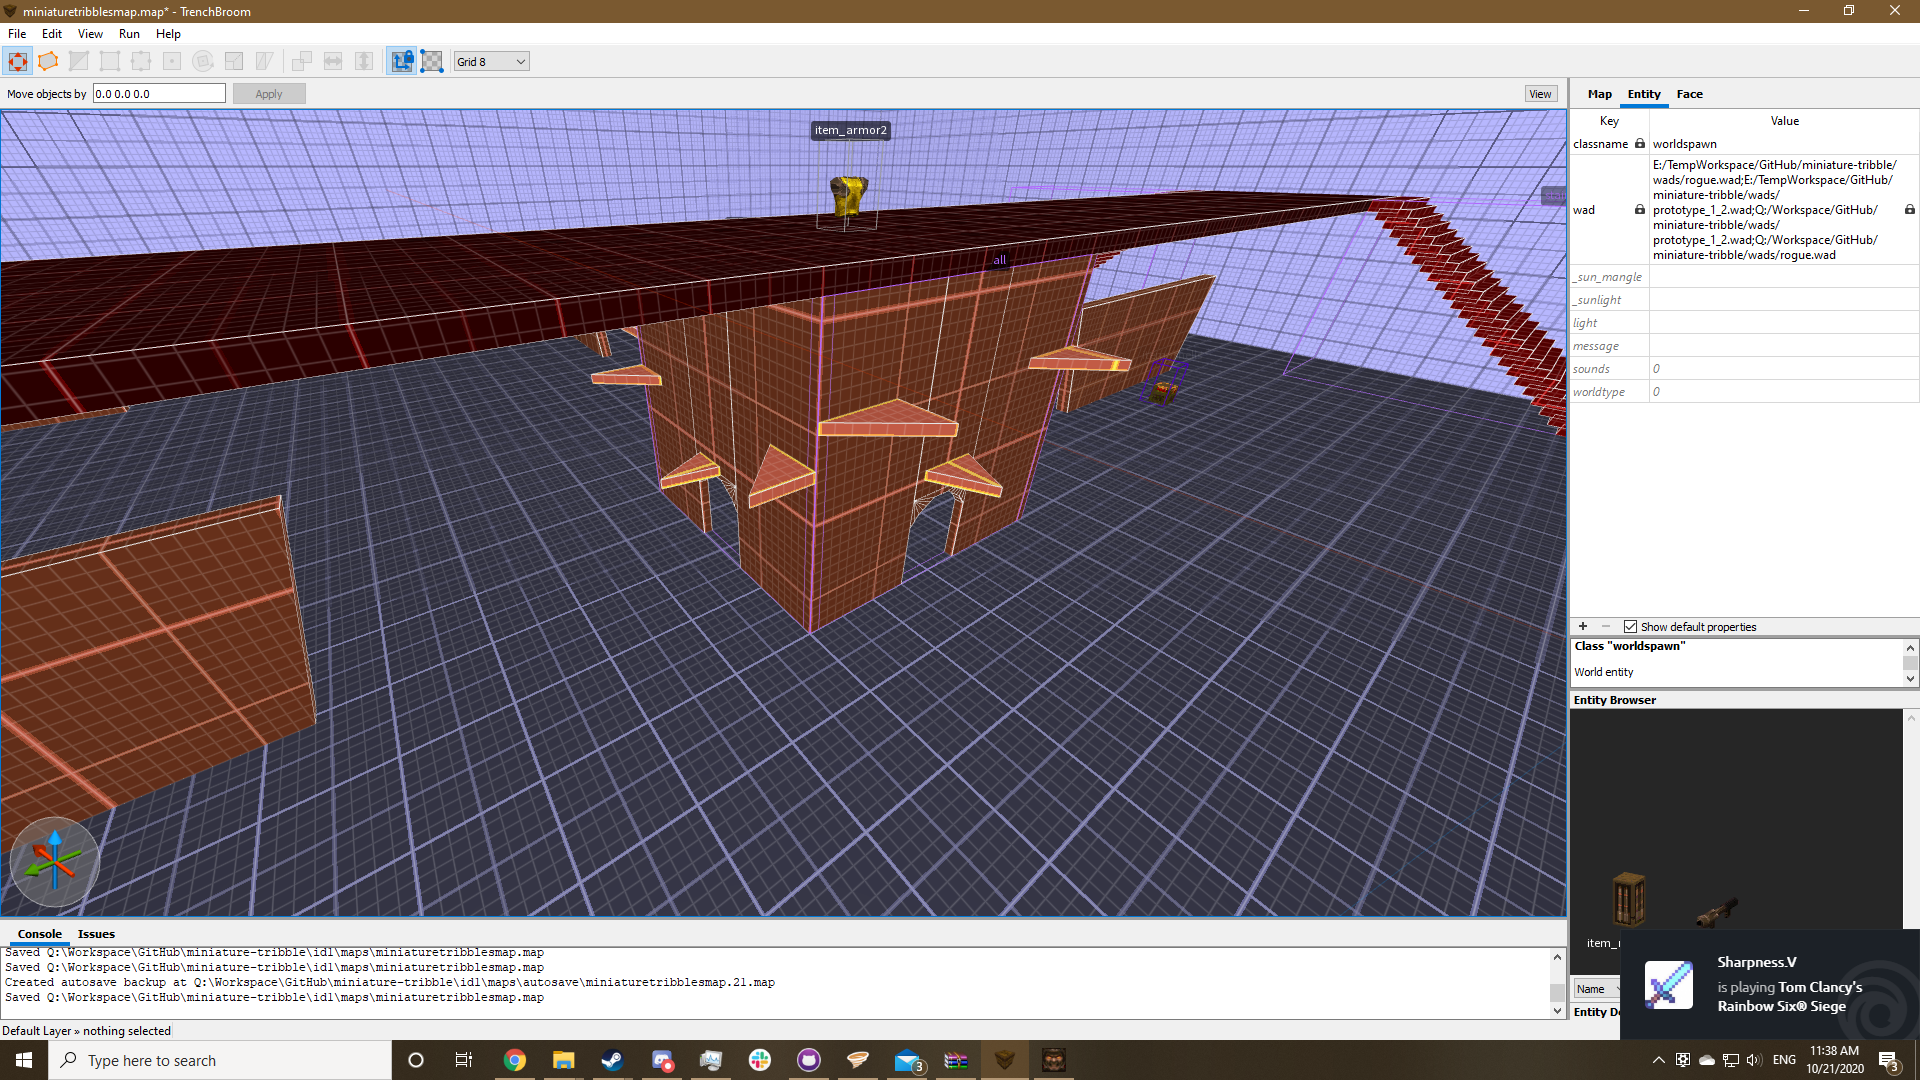 miniaturetribblesmap.map* - TrenchBroom
File Edit View Run Help
Grid 8
Move objects by 0.0 0.0 0.0 Apply View
Map Entity Face
Key Value
classname worldspawn
wad
E:/TempWorkspace/GitHub/miniature-tribble/
wads/rogue.wad;E:/TempWorkspace/GitHub/
miniature-tribble/wads/
prototype_1_2.wad;Q:/Workspace/GitHub/
miniature-tribble/wads/
prototype_1_2.wad;Q:/Workspace/GitHub/
miniature-tribble/wads/rogue.wad
_sun_mangle
_sunlight
light
message
sounds 0
worldtype 0
item_armor2
all
Show default properties
Class "worldspawn"
World entity
Entity Browser
Name
Console Issues
Saved Q:\Workspace\GitHub\miniature-tribble\id1\maps\miniaturetribblesmap.map
Saved Q:\Workspace\GitHub\miniature-tribble\id1\maps\miniaturetribblesmap.map
Created autosave backup at Q:\Workspace\GitHub\miniature-tribble\id1\maps\autosave\miniaturetribblesmap.21.map
Saved Q:\Workspace\GitHub\miniature-tribble\id1\maps\miniaturetribblesmap.map
Default Layer » nothing selected
Sharpness.V
is playing Tom Clancy's
Rainbow Six® Siege
Type here to search
3
ENG
11:38 AM
10/21/2020
3